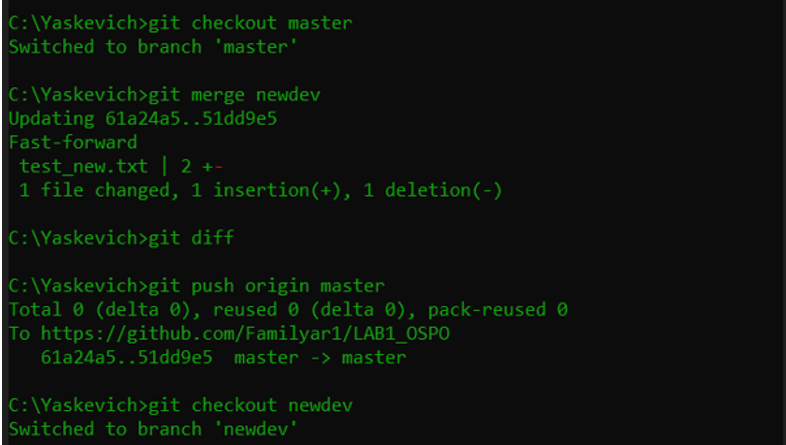 C:\Yaskevich>git checkout master
Switched to branch 'master'
C:\Yaskevich>git merge newdev
Updating 61a24a5..51dd9e5
Fast-forward
 test_new.txt | 2 +-
 1 file changed, 1 insertion(+), 1 deletion(-)
C:\Yaskevich>git diff
C:\Yaskevich>git push origin master
Total 0 (delta 0), reused 0 (delta 0), pack-reused 0
To https://github.com/Familyar1/LAB1_OSPO
   61a24a5..51dd9e5  master -> master
C:\Yaskevich>git checkout newdev
Switched to branch 'newdev'